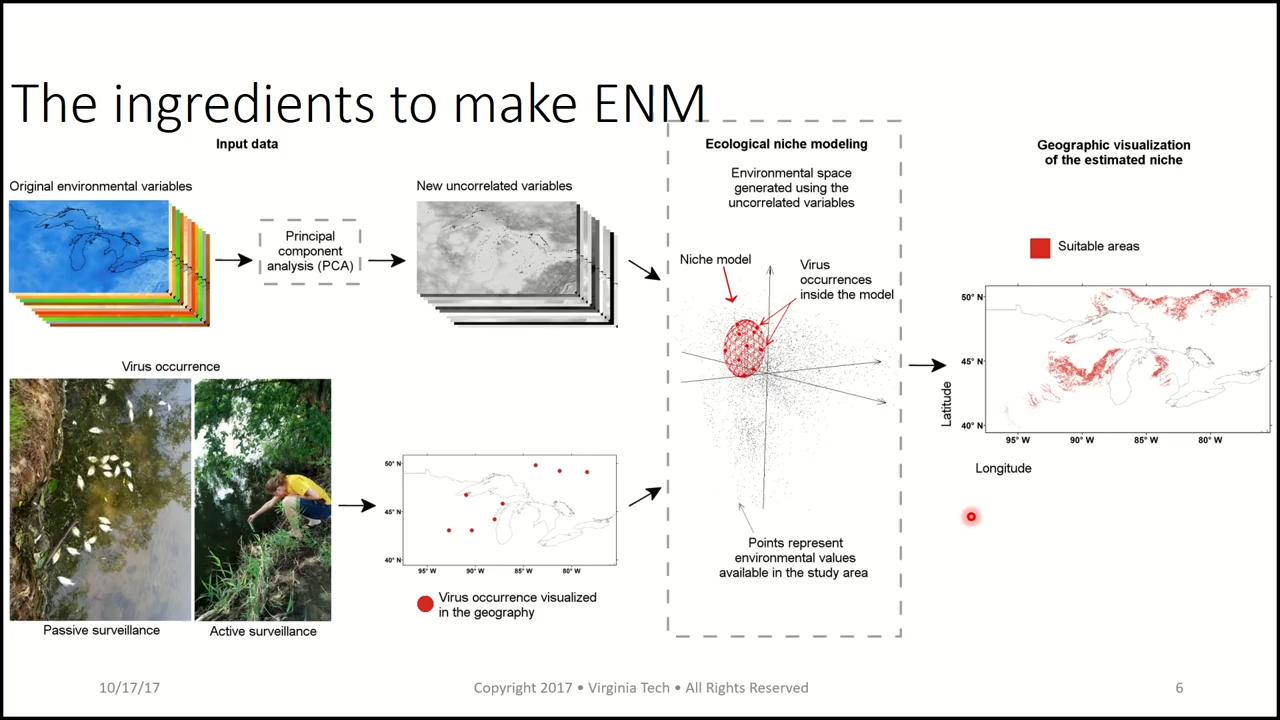 The ingredients to make ENM
Input data
Original environmental variables
Principal
component
analysis (PCA)
New uncorrelated variables
Virus occurrence
Passive surveillance
Active surveillance
50° N
45° N
40° N
95° W
90° W
85° W
80° W
Virus occurrence visualized
in the geography
Ecological niche modeling
Environmental space
generated using the
uncorrelated variables
Niche model
Virus
occurrences
inside the model
Points represent
environmental values
available in the study area
Geographic visualization
of the estimated niche
Suitable areas
50° N
45° N
40° N
Latitude
95° W
90° W
85° W
80° W
Longitude
10/17/17
Copyright 2017 • Virginia Tech • All Rights Reserved
6